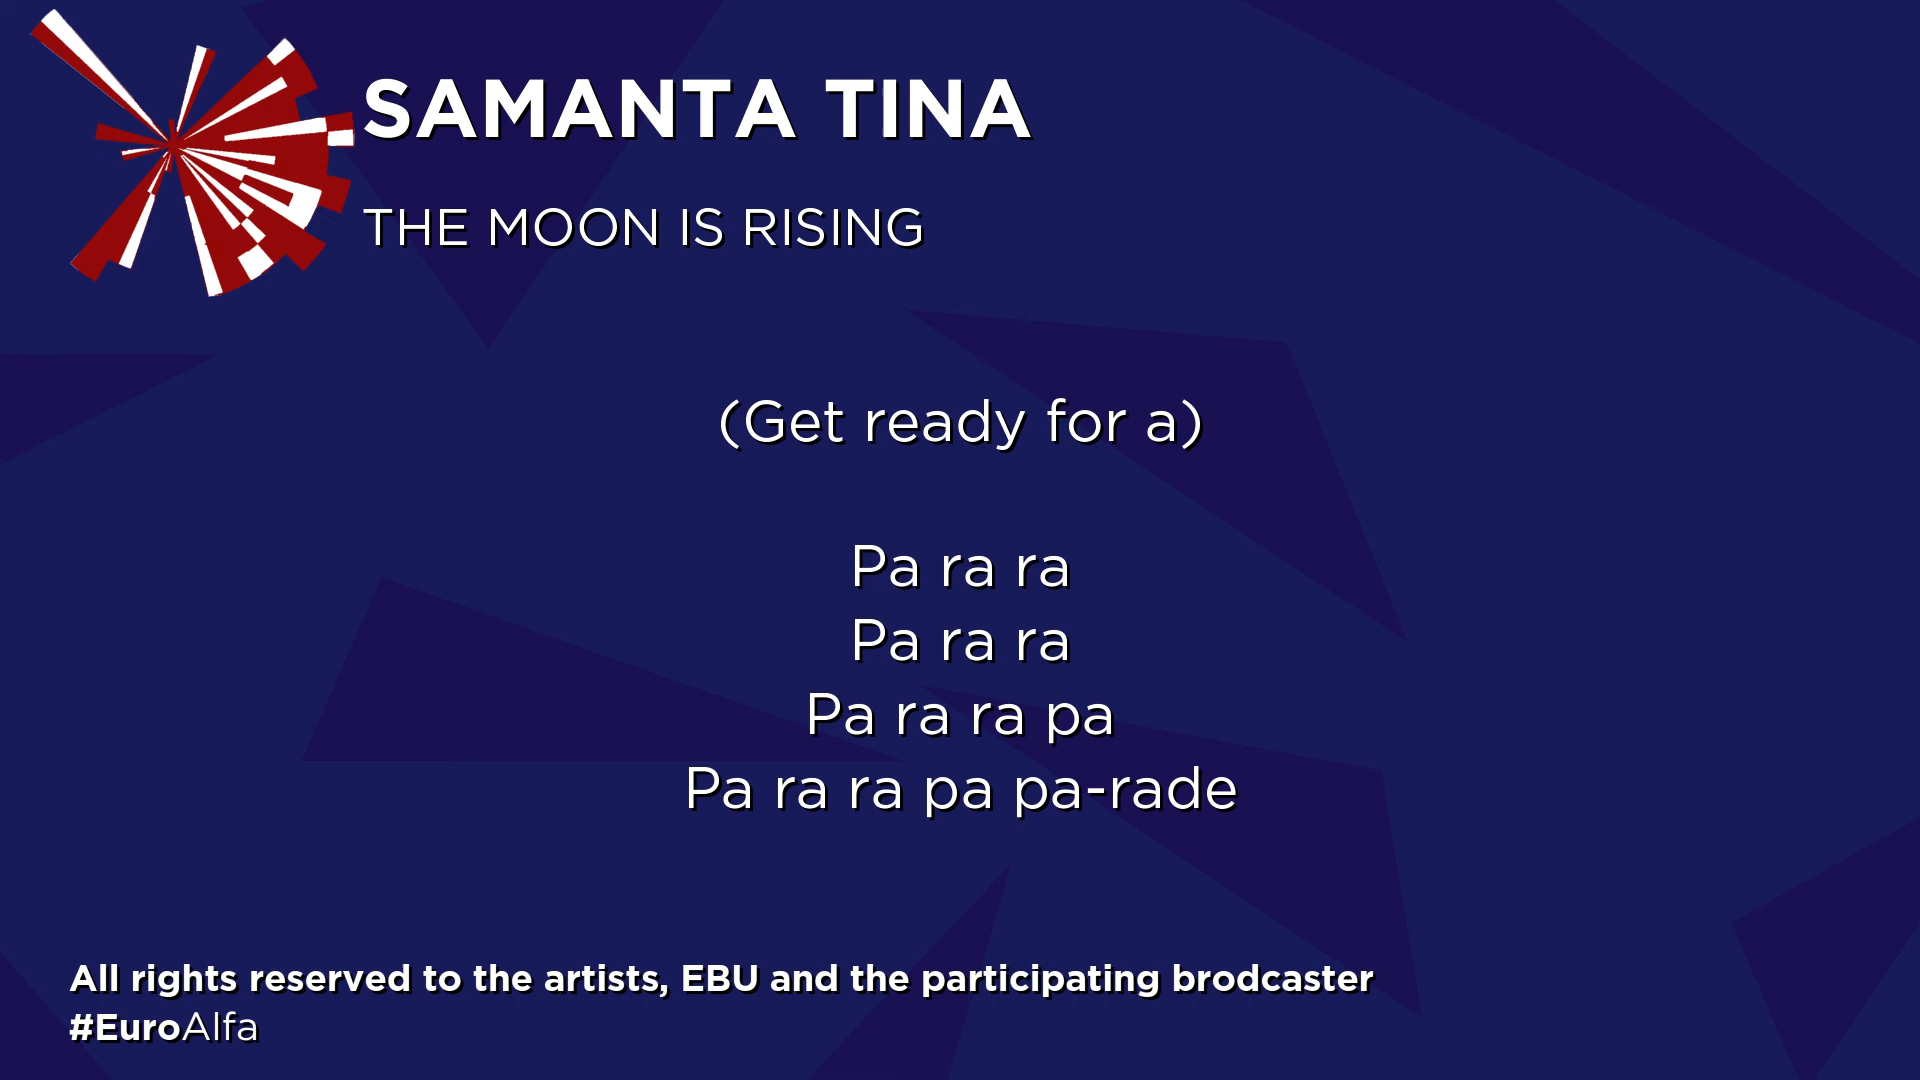 SAMANTA TINA
THE MOON IS RISING
(Get ready for a)
Pa ra ra
Pa ra ra
Pa ra ra pa
Pa ra ra pa pa-rade
All rights reserved to the artists, EBU and the participating brodcaster
#EuroAlfa